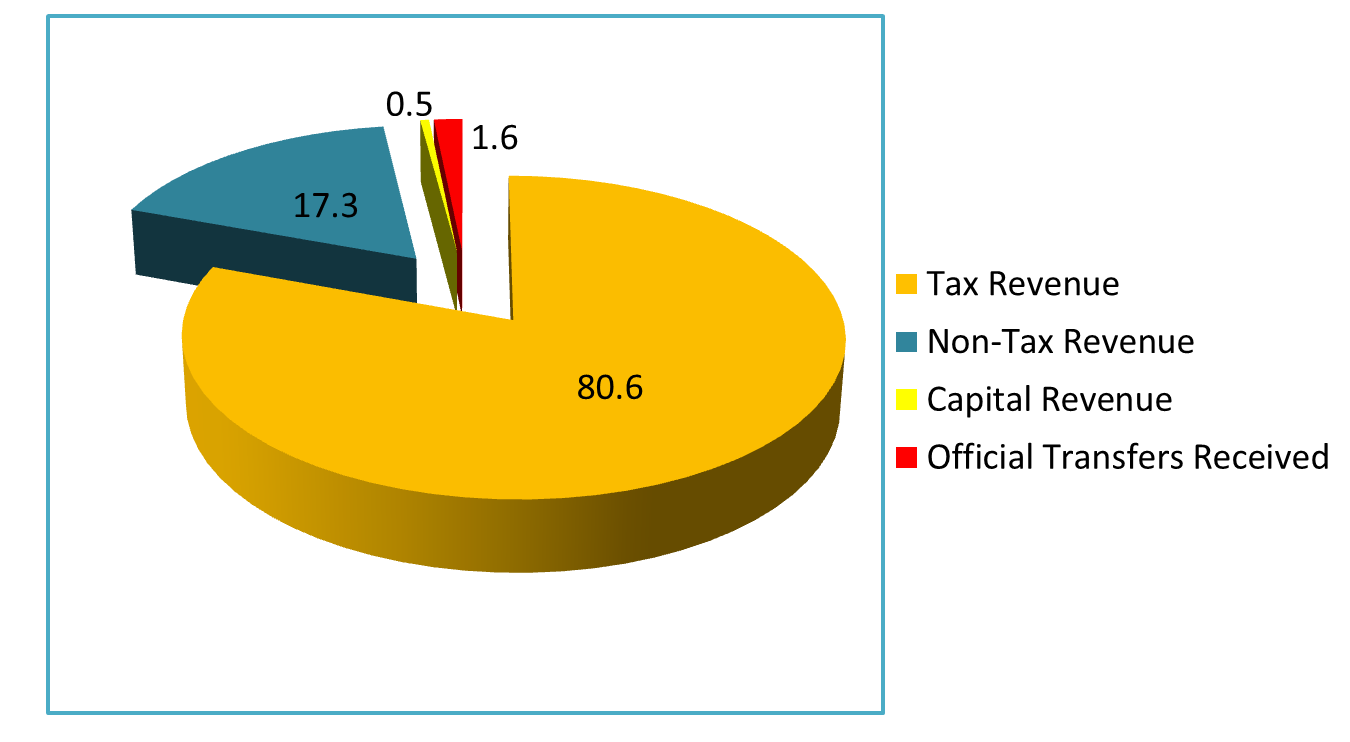 0.5
1.6
17.3
80.6
Tax Revenue
Non-Tax Revenue
Capital Revenue
Official Transfers Received